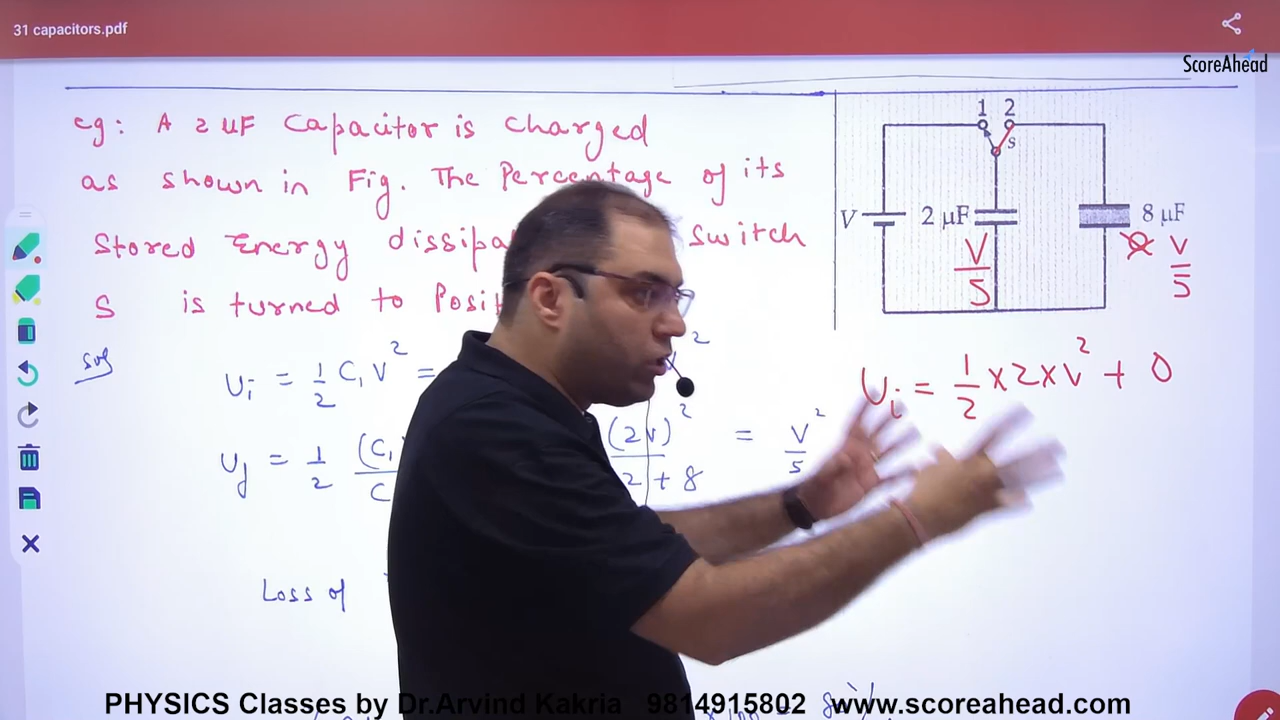 31 capacitors.pdf
ScoreAhead
eg: A 2 µF Capacitor is charged
as shown in Fig. The Percentage of its
Stored Energy dissipa switch
S is turned to Posit
1 2
S
V
2 µF
8 µF
V/5
V/5
Sol
Ui = 1/2 C1 V² =
Ui = 1/2 x 2 x V² + 0
Uf = 1/2 (C1 (2V)²/2 + 8 = V²/5
Loss of
PHYSICS Classes by Dr.Arvind Kakria 9814915802 www.scoreahead.com